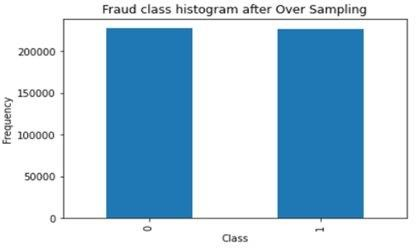 Fraud class histogram after Over Sampling
200000
150000
100000
50000
0
Frequency
0
1
Class